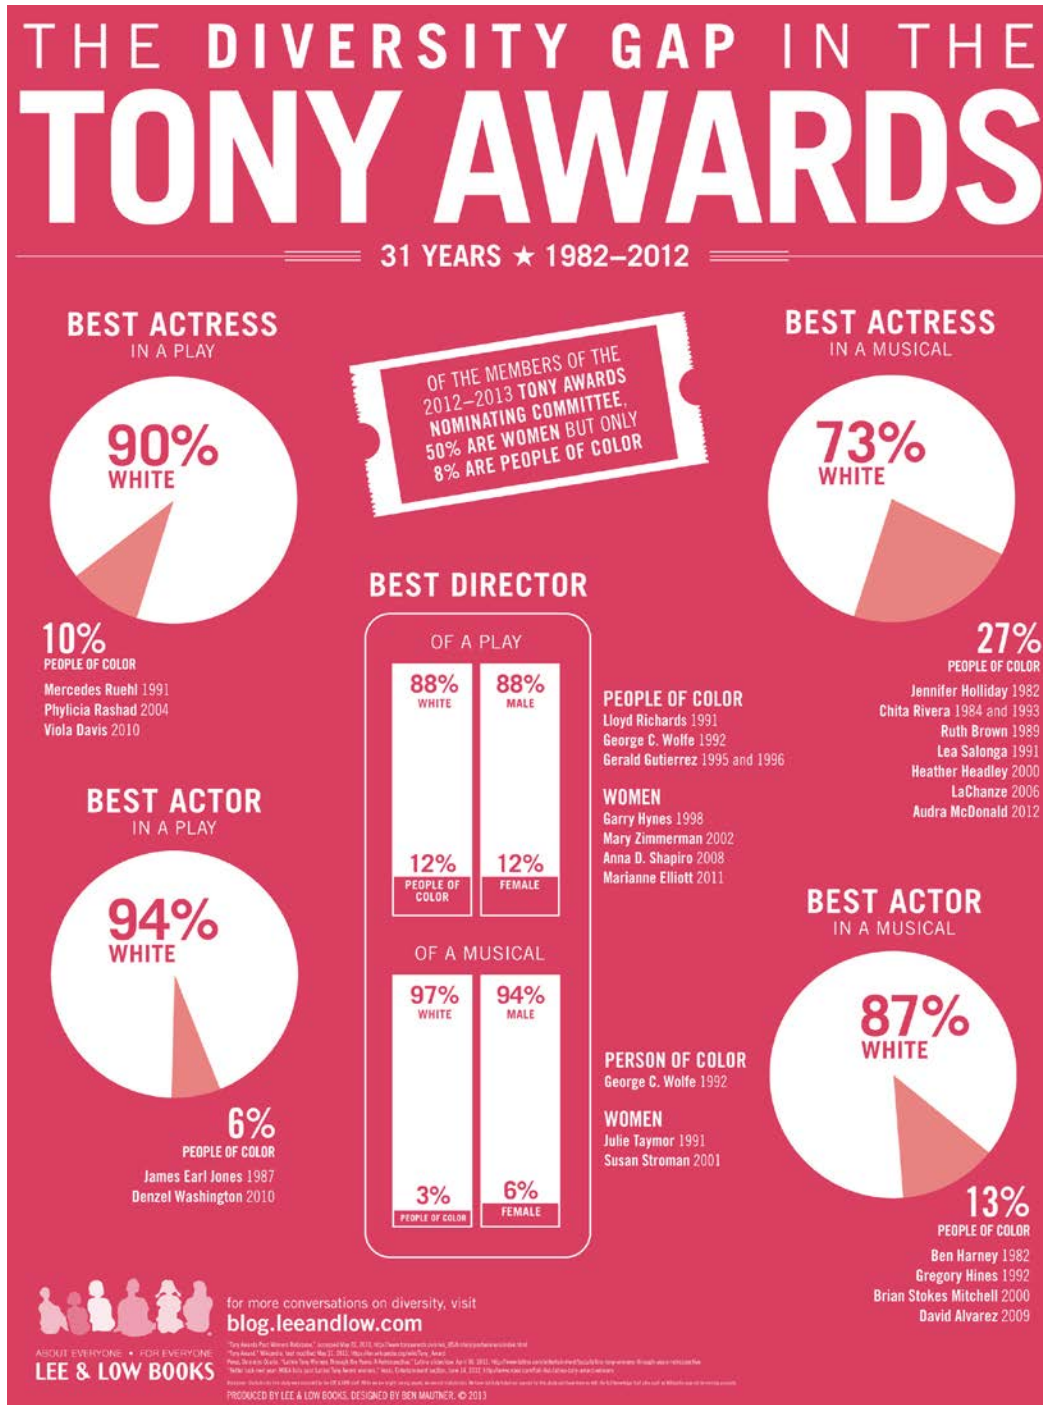 THE DIVERSITY GAP IN THE
TONY AWARDS
31 YEARS ★ 1982–2012
BEST ACTRESS
IN A PLAY
90%
WHITE
10%
PEOPLE OF COLOR
Mercedes Ruehl 1991
Phylicia Rashad 2004
Viola Davis 2010
OF THE MEMBERS OF THE
2012–2013 TONY AWARDS
NOMINATING COMMITTEE,
50% ARE WOMEN BUT ONLY
8% ARE PEOPLE OF COLOR
BEST ACTRESS
IN A MUSICAL
73%
WHITE
27%
PEOPLE OF COLOR
Jennifer Holliday 1982
Chita Rivera 1984 and 1993
Ruth Brown 1989
Lea Salonga 1991
Heather Headley 2000
LaChanze 2006
Audra McDonald 2012
BEST DIRECTOR
OF A PLAY
88%
WHITE
88%
MALE
12%
PEOPLE OF
COLOR
12%
FEMALE
PEOPLE OF COLOR
Lloyd Richards 1991
George C. Wolfe 1992
Gerald Gutierrez 1995 and 1996
WOMEN
Garry Hynes 1998
Mary Zimmerman 2002
Anna D. Shapiro 2008
Marianne Elliott 2011
OF A MUSICAL
97%
WHITE
94%
MALE
3%
PEOPLE OF COLOR
6%
FEMALE
PERSON OF COLOR
George C. Wolfe 1992
WOMEN
Julie Taymor 1991
Susan Stroman 2001
BEST ACTOR
IN A PLAY
94%
WHITE
6%
PEOPLE OF COLOR
James Earl Jones 1987
Denzel Washington 2010
BEST ACTOR
IN A MUSICAL
87%
WHITE
13%
PEOPLE OF COLOR
Ben Harney 1982
Gregory Hines 1992
Brian Stokes Mitchell 2000
David Alvarez 2009
ABOUT EVERYONE • FOR EVERYONE
LEE & LOW BOOKS
for more conversations on diversity, visit
blog.leeandlow.com
PRODUCED BY LEE & LOW BOOKS. DESIGNED BY BEN MAUTNER. © 2013